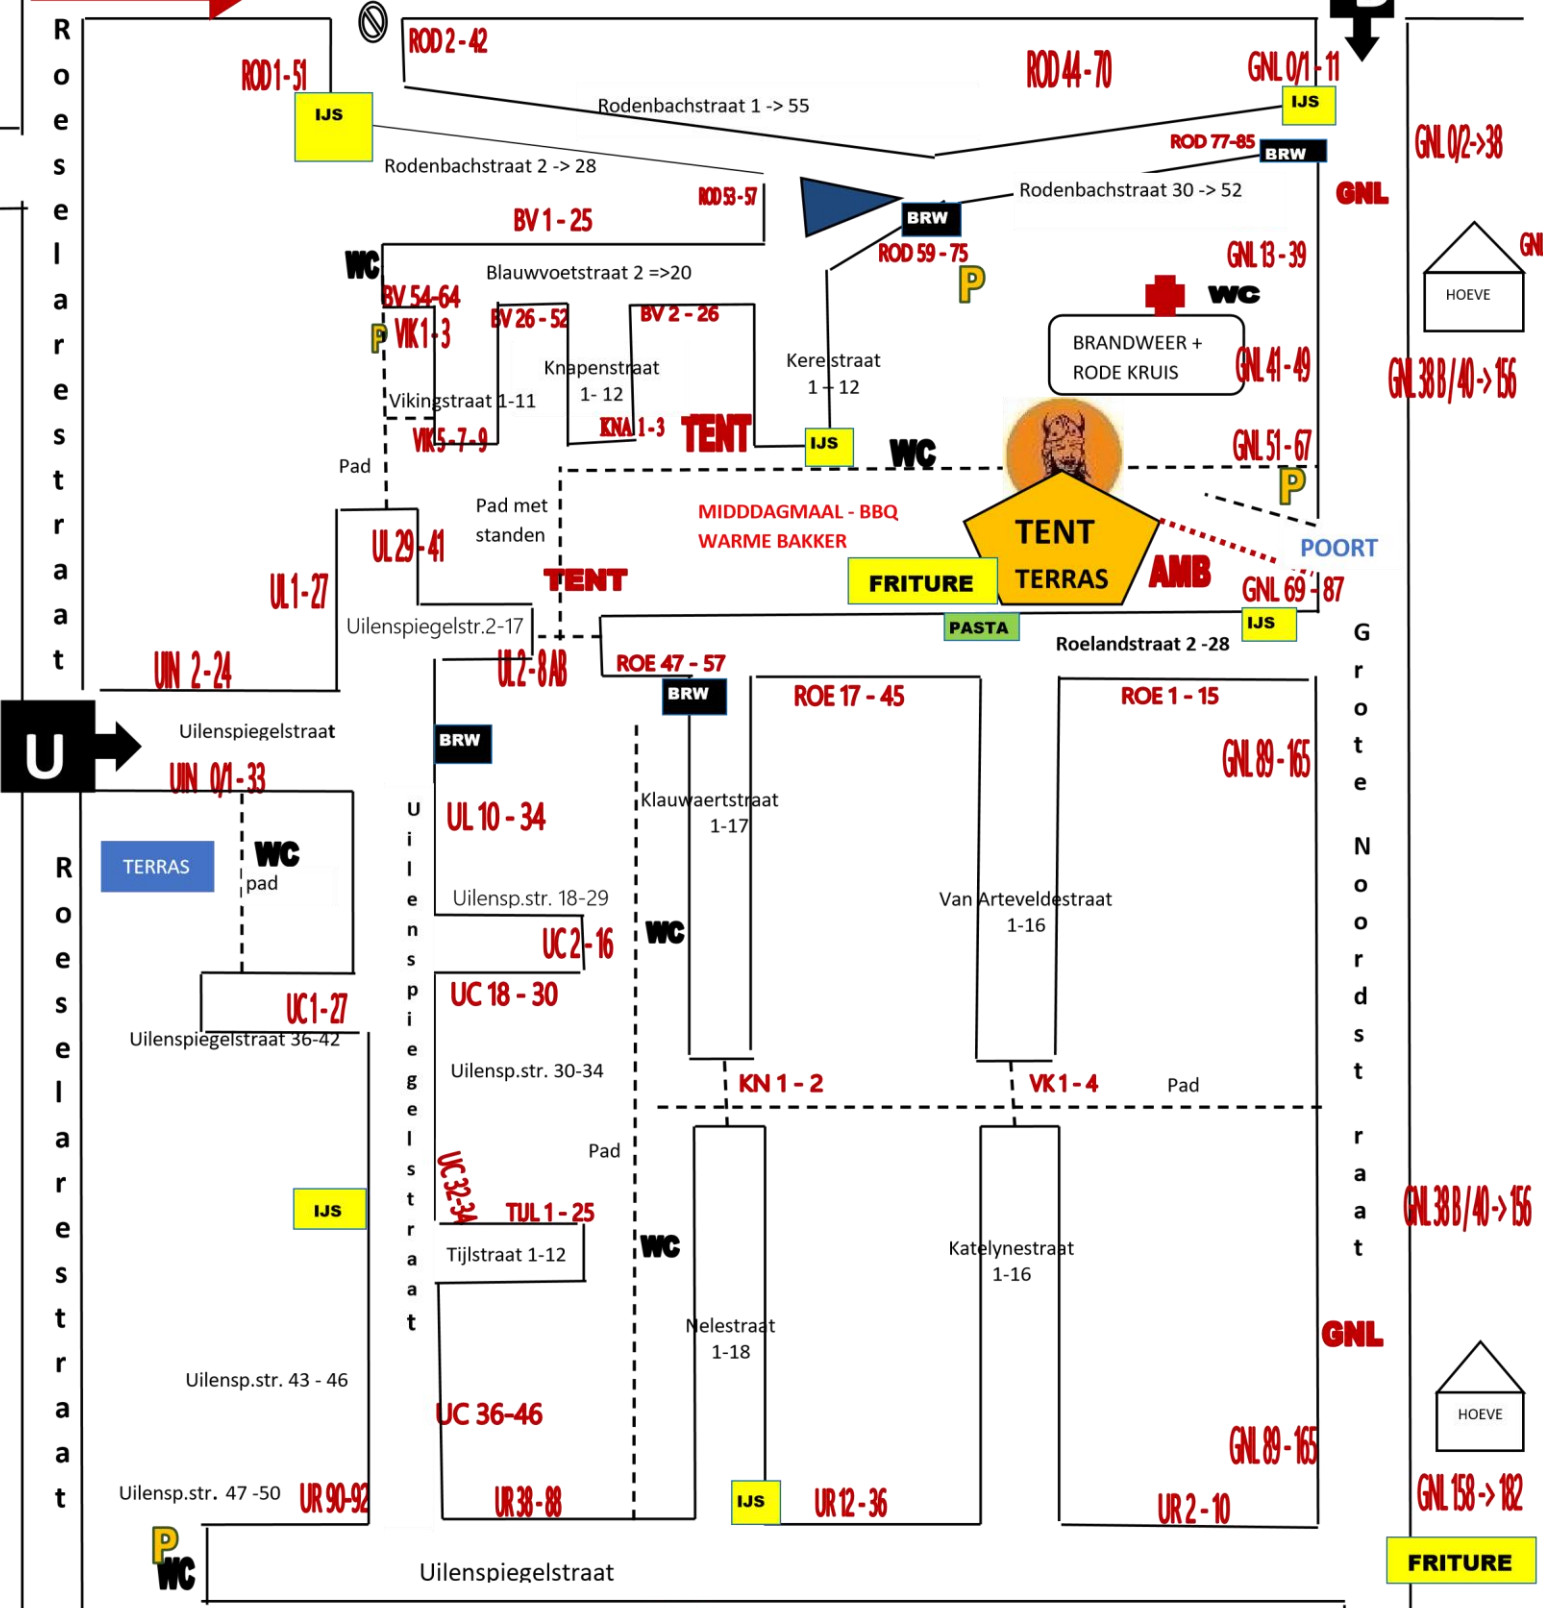 ROD 2 - 42
ROD 1 - 51
ROD 44 - 70
GNL 0/1 - 11
IJS
IJS
Rodenbachstraat 1 -> 55
ROD 77-85
BRW
GNL 0/2->38
Rodenbachstraat 2 -> 28
ROD 53 - 57
Rodenbachstraat 30 -> 52
GNL
BRW
BV 1 - 25
ROD 59 - 75
GNL 13 - 39
GNL
WC
Blauwvoetstraat 2 =>20
P
WC
HOEVE
BV 54-64
BV 26 - 52
BV 2 - 26
P
VIK 1 - 3
BRANDWEER +
RODE KRUIS
GNL 41 - 49
Knapenstraat
1- 12
Kerelstraat
1 – 12
GNL 38 B / 40 -> 156
Vikingstraat 1-11
VIK 5 - 7 - 9
KNA 1 - 3
TENT
IJS
WC
GNL 51 - 67
Pad
P
Pad met
standen
MIDDDAGMAAL - BBQ
WARME BAKKER
TENT
TERRAS
POORT
UL 29 - 41
UL 1 - 27
TENT
FRITURE
AMB
GNL 69 - 87
Uilenspiegelstr.2-17
PASTA
IJS
Roelandstraat 2 -28
UIN 2 - 24
UL 2 - 8 AB
ROE 47 - 57
BRW
ROE 17 - 45
ROE 1 - 15
Roeselarestraat
U
Uilenspiegelstraat
BRW
UIN 0/1 - 33
GNL 89 - 165
UL 10 - 34
Klauwaertstraat
1-17
TERRAS
WC
pad
Uilensp.str. 18-29
Van Arteveldestraat
1-16
UC 2 - 16
WC
UC 18 - 30
UC 1 - 27
Uilenspiegelstraat 36-42
Uilensp.str. 30-34
KN 1 - 2
VK 1 - 4
Pad
Pad
UC 32-34
TIJL 1 - 25
IJS
Tijlstraat 1-12
WC
Katelynestraat
1-16
GNL 38 B / 40 -> 156
Uilenspiegelstraat
Grote Noordstraat
Nelestraat
1-18
GNL
Uilensp.str. 43 - 46
UC 36-46
HOEVE
GNL 89 - 165
Roeselarestraat
Uilensp.str. 47 -50
UR 90-92
UR 38 - 88
IJS
UR 12 - 36
UR 2 - 10
GNL 158 -> 182
P
WC
Uilenspiegelstraat
FRITURE